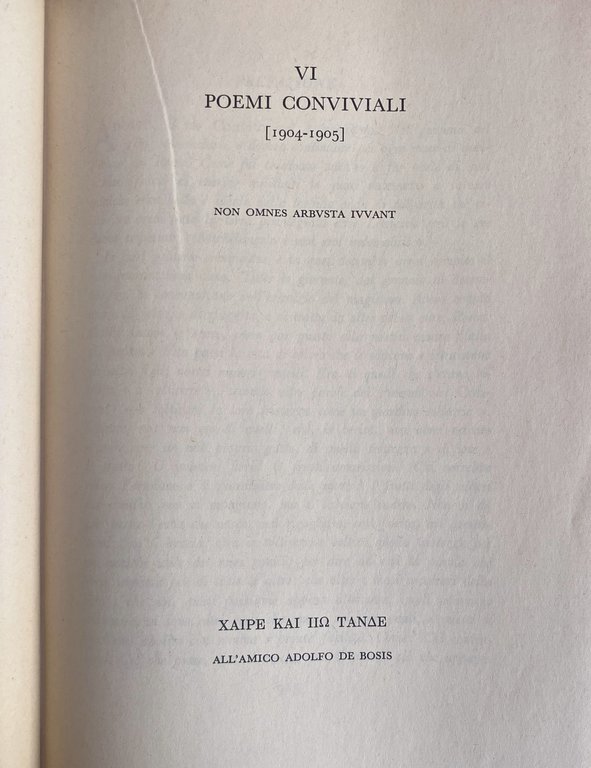 VI
POEMI CONVIVIALI
[1904-1905]
NON OMNES ARBVSTA IVVANT
ΧΑΙΡΕ ΚΑΙ ΠΙΩ ΤΑΝΔΕ
ALL'AMICO ADOLFO DE BOSIS